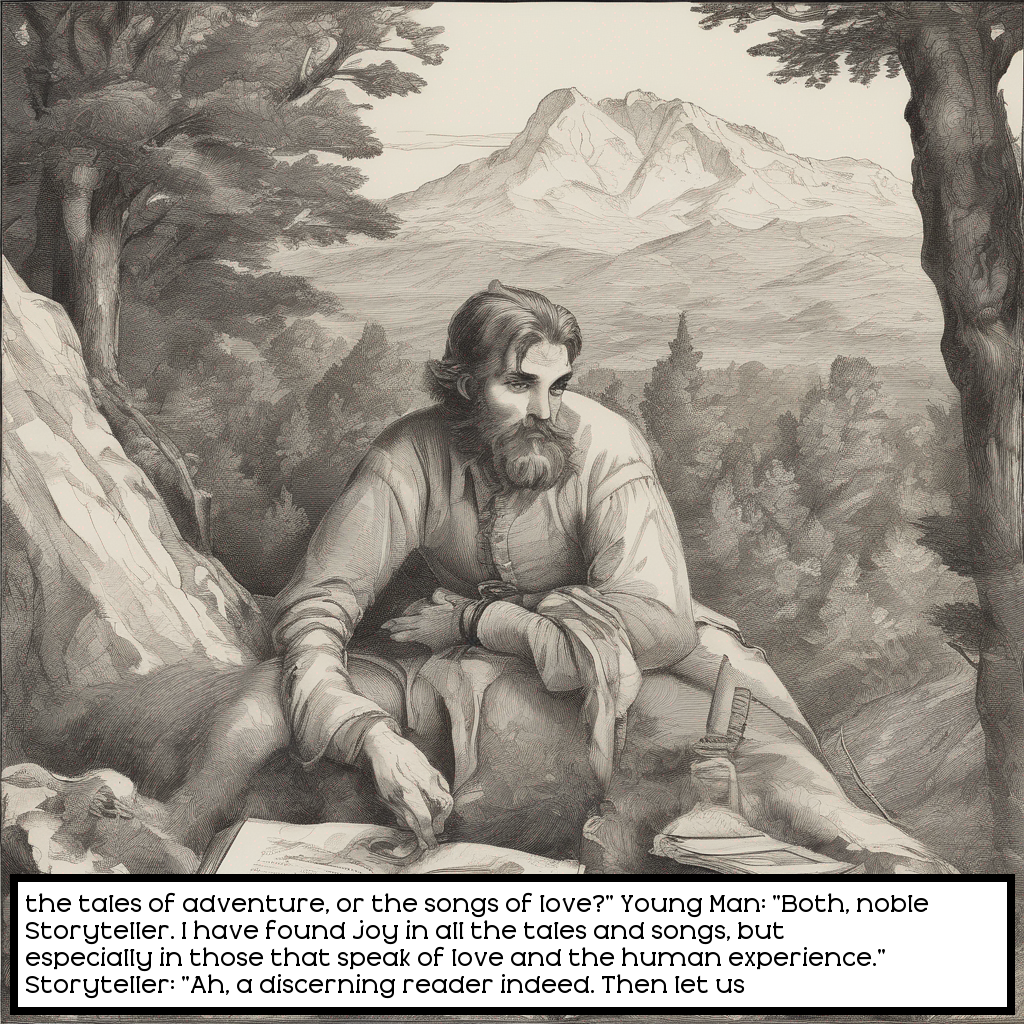 the tales of adventure, or the songs of love?" Young Man: "Both, noble
Storyteller. I have found joy in all the tales and songs, but
especially in those that speak of love and the human experience."
Storyteller: "Ah, a discerning reader indeed. Then let us